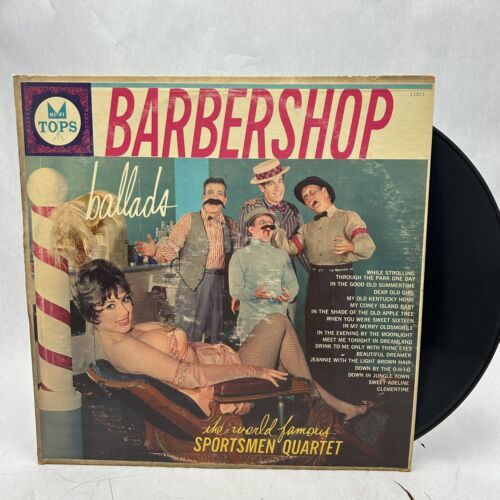 HI-FI
TOPS
L1671
BARBERSHOP
ballads
WHILE STROLLING
THROUGH THE PARK ONE DAY
IN THE GOOD OLD SUMMERTIME
DEAR OLD GIRL
MY OLD KENTUCKY HOME
MY CONEY ISLAND BABY
IN THE SHADE OF THE OLD APPLE TREE
WHEN YOU WERE SWEET SIXTEEN
IN MY MERRY OLDSMOBILE
IN THE EVENING BY THE MOONLIGHT
MEET ME TONIGHT IN DREAMLAND
DRINK TO ME ONLY WITH THINE EYES
BEAUTIFUL DREAMER
JEANNIE WITH THE LIGHT BROWN HAIR
DOWN BY THE O-H-I-O
DOWN IN JUNGLE TOWN
SWEET ADELINE
CLEMENTINE
the world famous
SPORTSMEN QUARTET